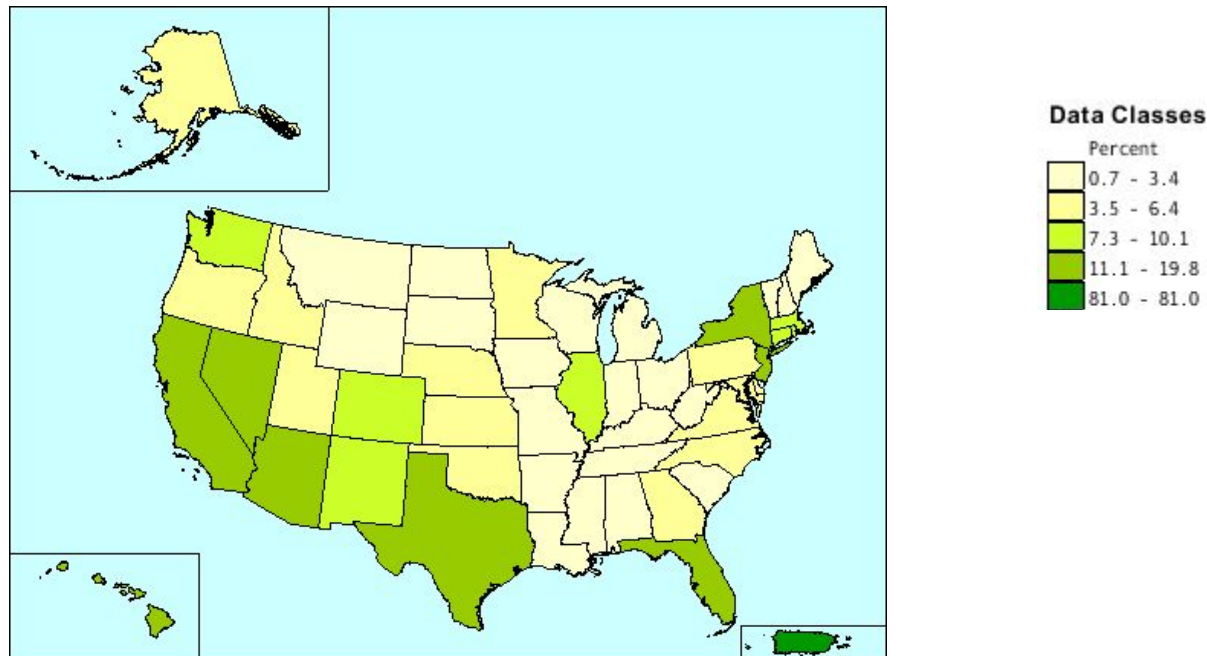 Data Classes
Percent
0.7 - 3.4
3.5 - 6.4
7.3 - 10.1
11.1 - 19.8
81.0 - 81.0